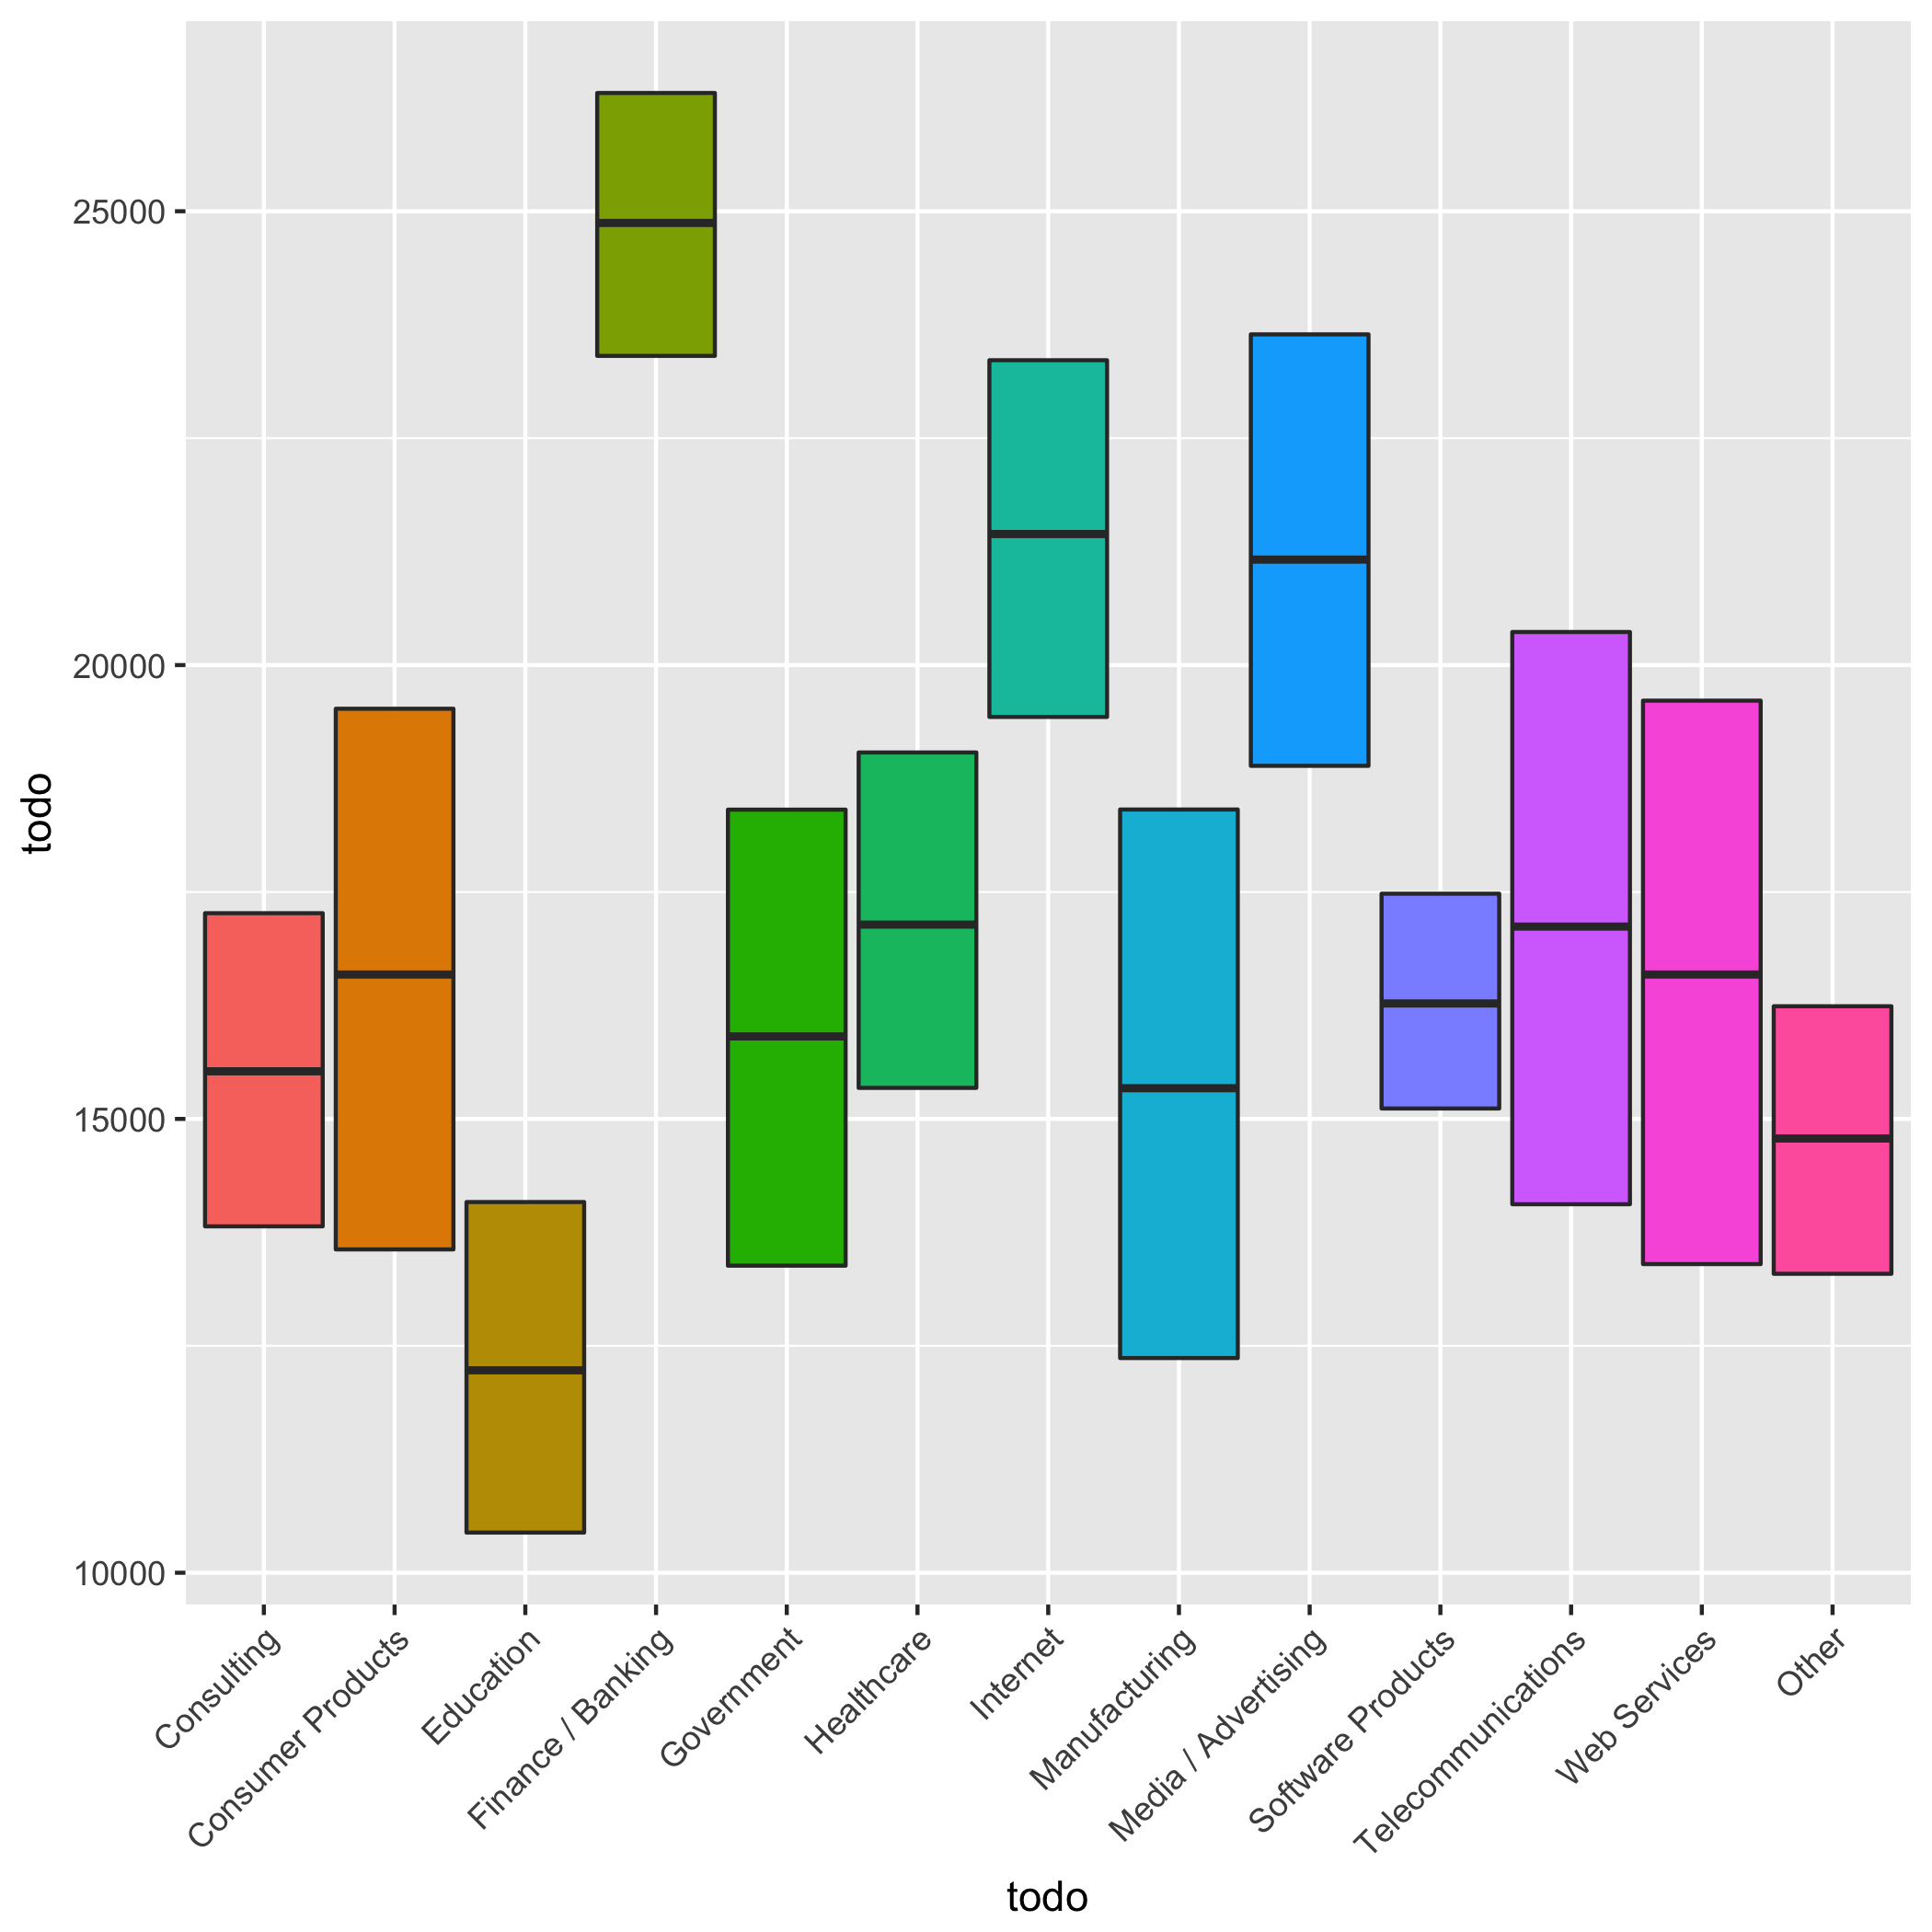 todo
25000
20000
15000
10000
Consulting
Consumer Products
Education
Finance / Banking
Government
Healthcare
Internet
Manufacturing
Media / Advertising
Software Products
Telecommunications
Web Services
Other
todo